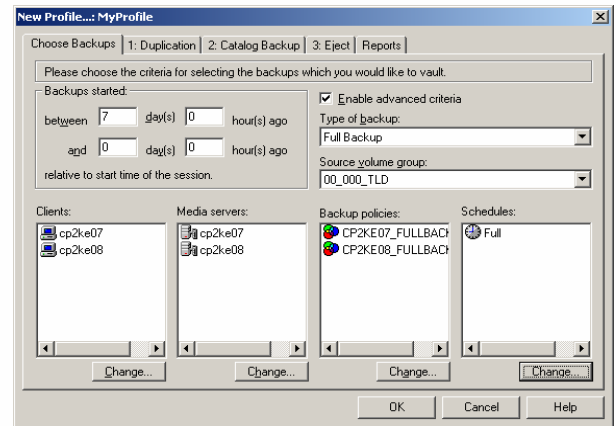 New Profile...: MyProfile
Choose Backups 1: Duplication 2: Catalog Backup 3: Eject Reports
Please choose the criteria for selecting the backups which you would like to vault.
Backups started:
between 7 day(s) 0 hour(s) ago
and 0 day(s) 0 hour(s) ago
relative to start time of the session.
Enable advanced criteria
Type of backup:
Full Backup
Source volume group:
00_000_TLD
Clients:
cp2ke07
cp2ke08
Change...
Media servers:
cp2ke07
cp2ke08
Change...
Backup policies:
CP2KE07_FULLBACK
CP2KE08_FULLBACK
Change...
Schedules:
Full
Change...
OK Cancel Help